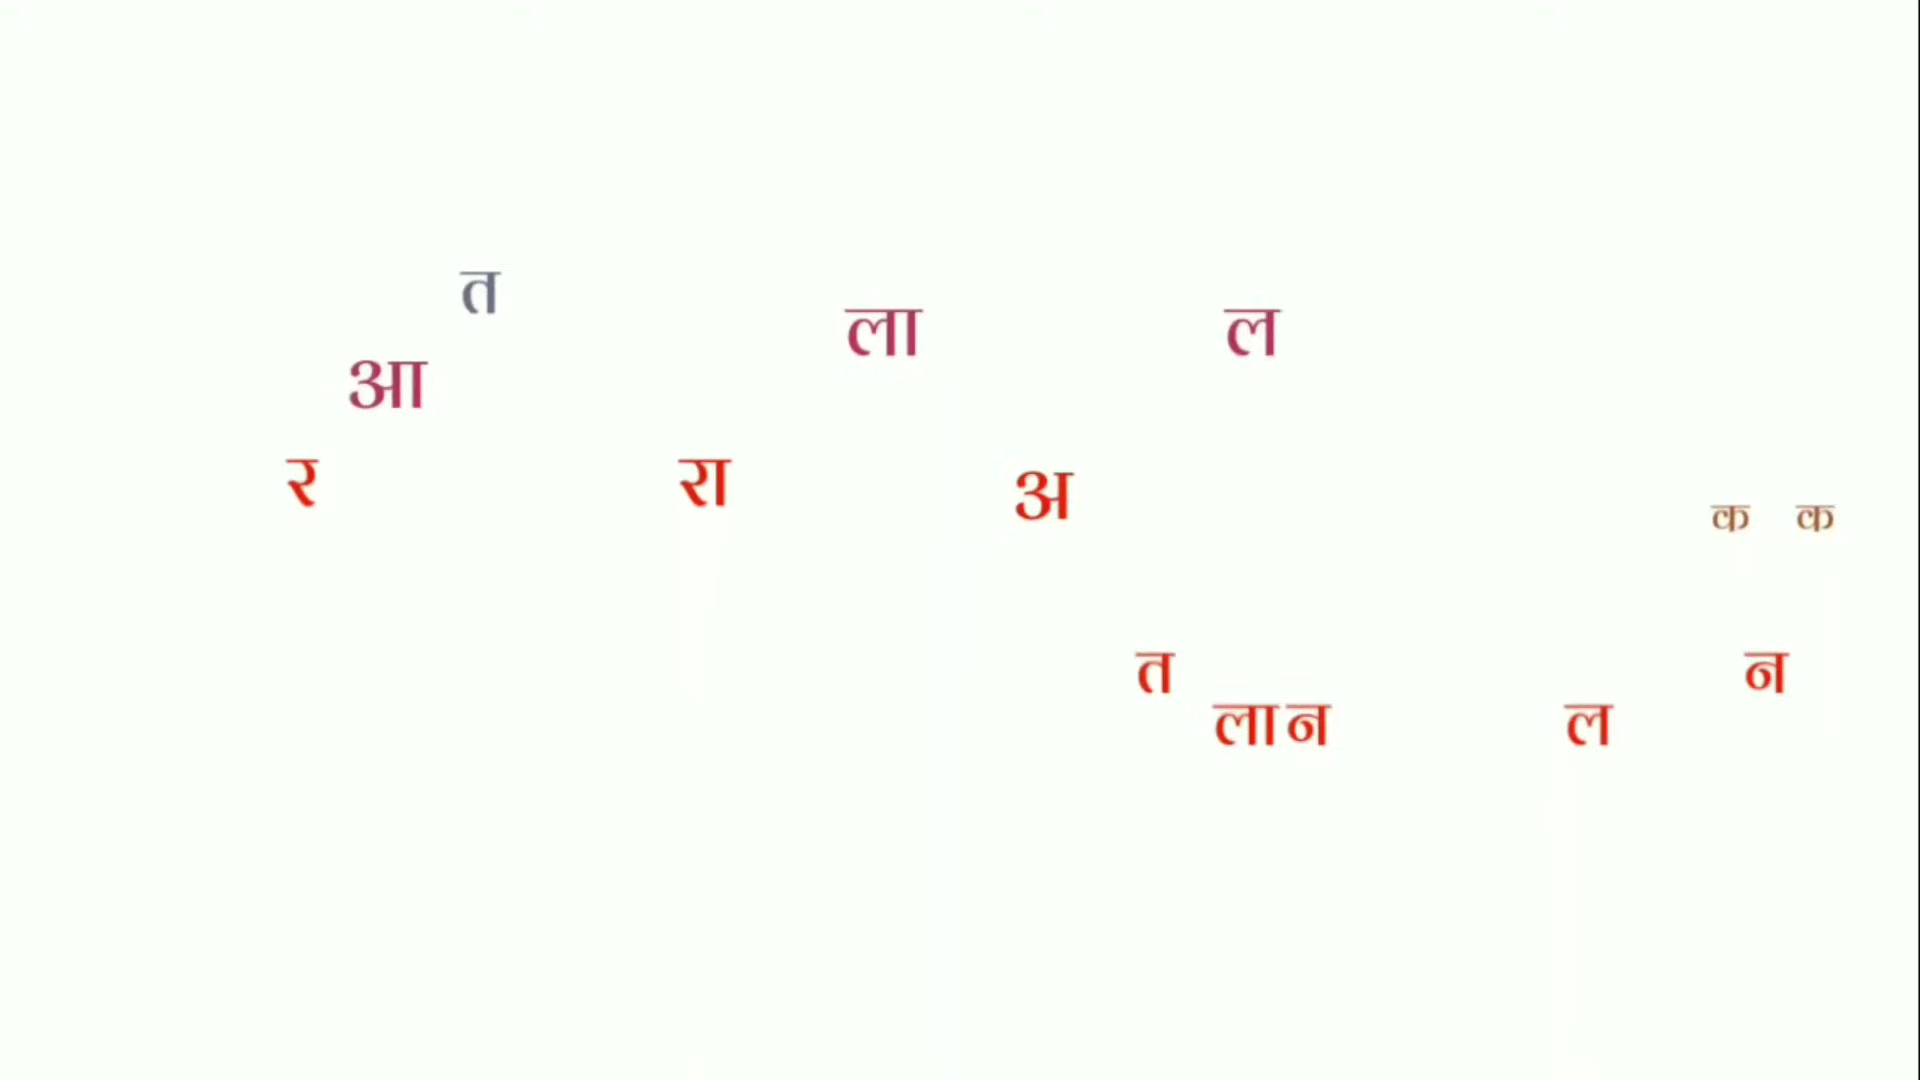 त
ला ल
आ
र रा अ
क क
त न
ला न ल